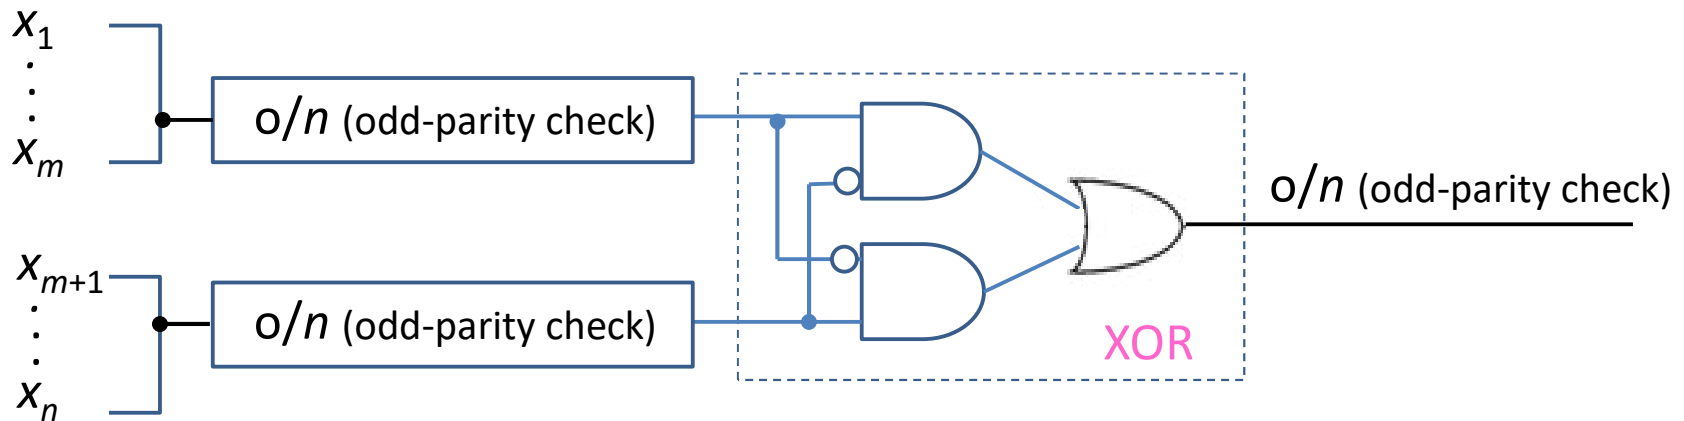 x1
.
.
.
xm
o/n (odd-parity check)
xm+1
.
.
.
xn
o/n (odd-parity check)
XOR
o/n (odd-parity check)